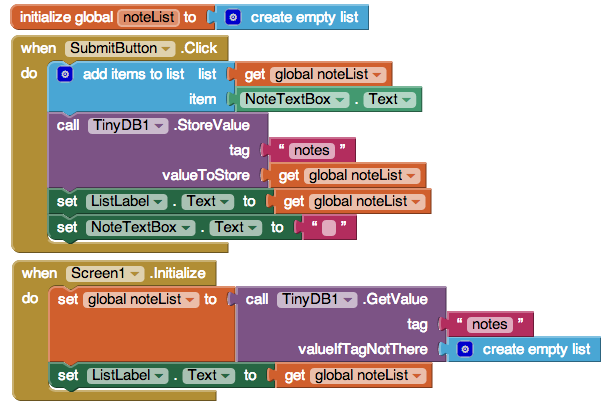 initialize global noteList to create empty list
when SubmitButton .Click
do add items to list list get global noteList
item NoteTextBox . Text
call TinyDB1 .StoreValue
tag " notes "
valueToStore get global noteList
set ListLabel . Text to get global noteList
set NoteTextBox . Text to " "
when Screen1 .Initialize
do set global noteList to call TinyDB1 .GetValue
tag " notes "
valueIfTagNotThere create empty list
set ListLabel . Text to get global noteList